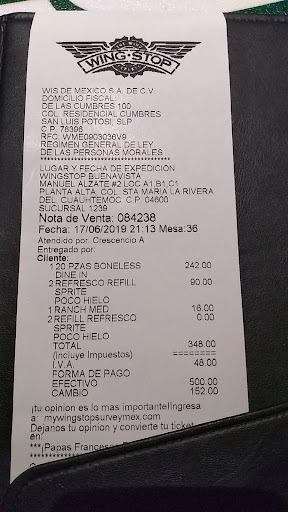 WING·STOP
WIS DE MEXICO S.A. DE C.V.
DOMICILIO FISCAL:
DE LAS CUMBRES 100
COL. RESIDENCIAL CUMBRES
SAN LUIS POTOSI, SLP
C.P. 78396
RFC: WME0903036V9
REGIMEN GENERAL DE LEY
DE LAS PERSONAS MORALES
****************************************
LUGAR Y FECHA DE EXPEDICION
WINGSTOP BUENAVISTA
MANUEL ALZATE #2 LOC A1,B1,C1
PLANTA ALTA, COL. STA MARIA LA RIVERA
DEL. CUAUHTEMOC. C.P. 04600
SUCURSAL 1239
Nota de Venta: 084238
Fecha: 17/06/2019 21:13 Mesa:36
Atendido por: Crescencio A
Entregado por:
Cliente:
1 20 PZAS BONELESS 242.00
DINE IN
2 REFRESCO REFILL 90.00
SPRITE
POCO HIELO
1 RANCH MED 16.00
2 REFILL REFRESCO 0.00
SPRITE
POCO HIELO
TOTAL 348.00
(Incluye Impuestos) ========
I.V.A. 48.00
FORMA DE PAGO
EFECTIVO 500.00
CAMBIO 152.00
¡tu opinion es lo mas importante!Ingresa
a: mywingstopsurveymex.com
Dejanos tu opinion y convierte tu ticket
en:
***¡Papas Francesas